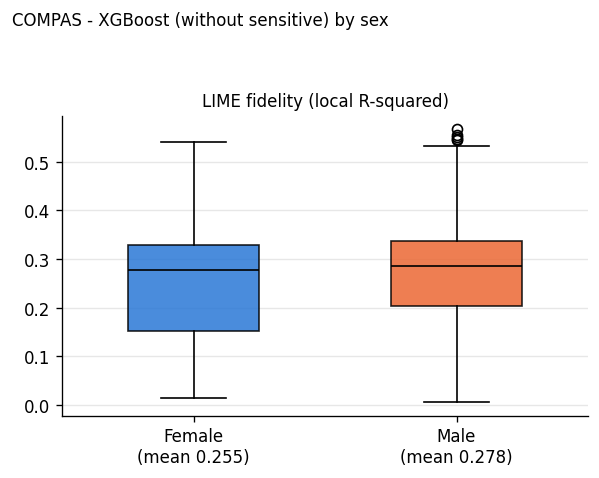 COMPAS - XGBoost (without sensitive) by sex
LIME fidelity (local R-squared)
0.5
0.4
0.3
0.2
0.1
0.0
Female
(mean 0.255)
Male
(mean 0.278)